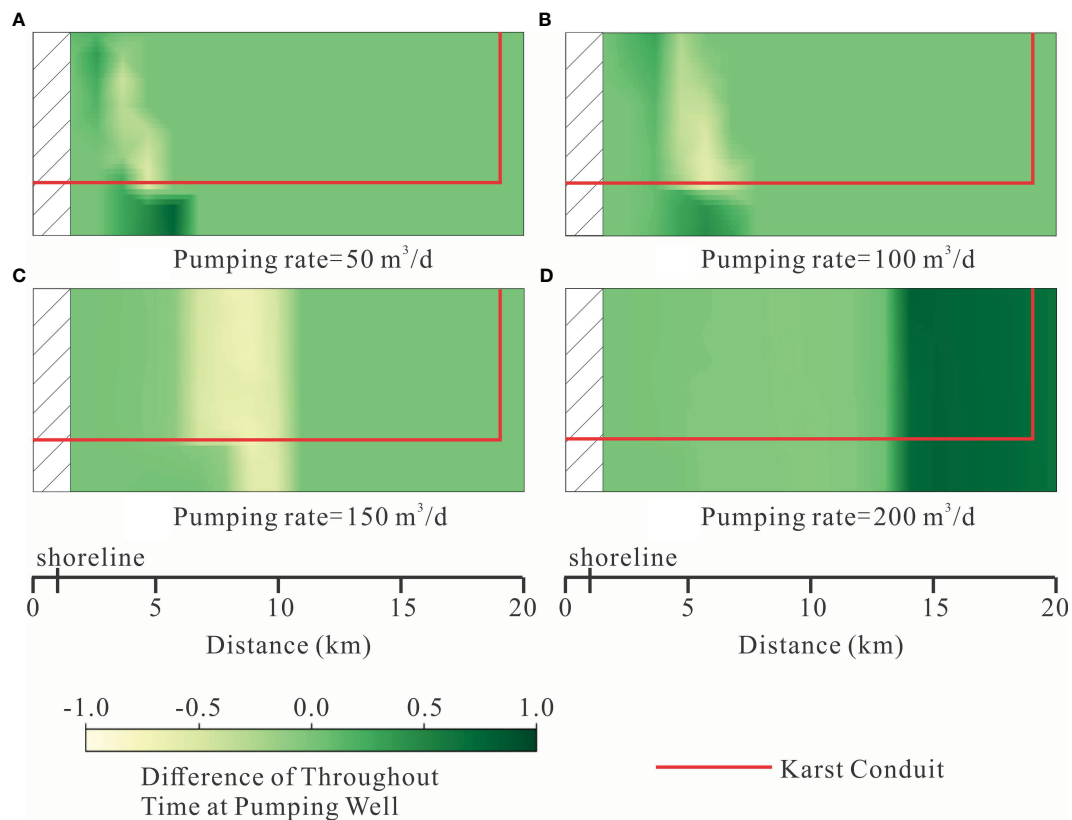 A
B
Pumping rate=50 m³/d
Pumping rate=100 m³/d
C
D
Pumping rate=150 m³/d
Pumping rate=200 m³/d
shoreline
0 5 10 15 20
0 5 10 15 20
Distance (km)
Distance (km)
-1.0 -0.5 0.0 0.5 1.0
Difference of Throughout
Time at Pumping Well
Karst Conduit